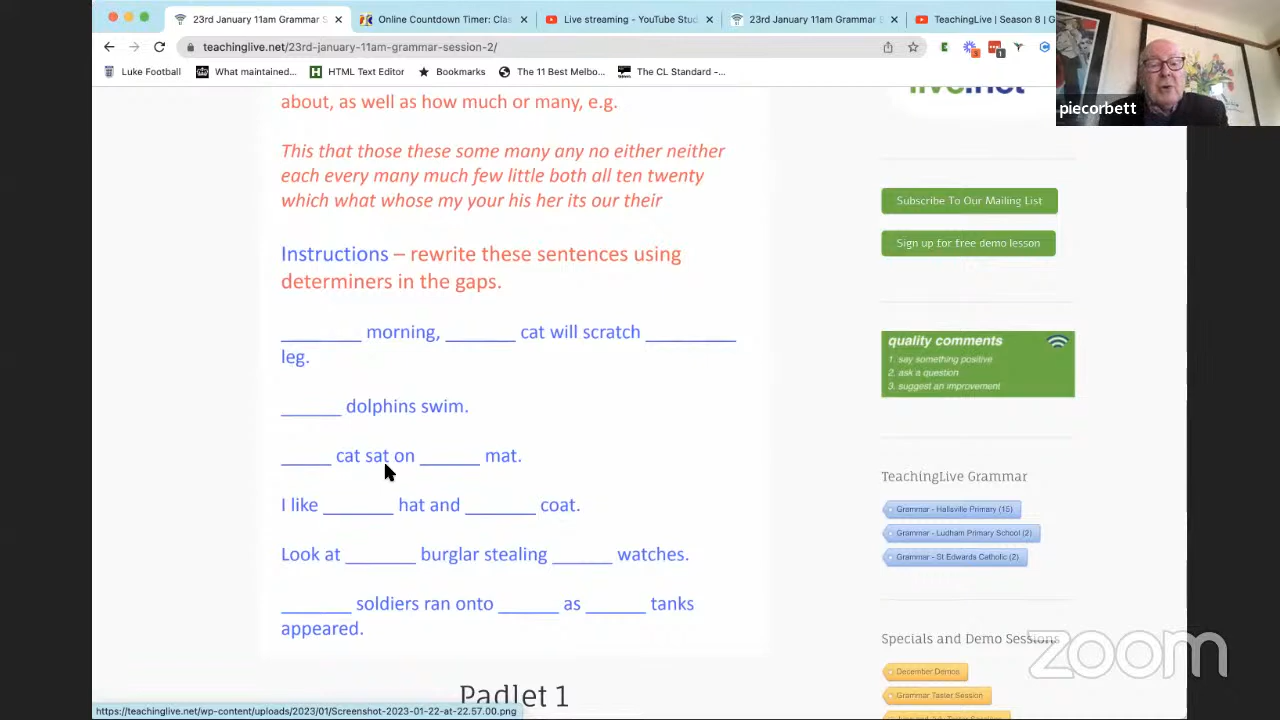 23rd January 11am Grammar S
Online Countdown Timer: Clas
Live streaming - YouTube Stud
23rd January 11am Grammar E
TeachingLive | Season 8 | G
teachinglive.net/23rd-january-11am-grammar-session-2/
Luke Football
What maintained...
HTML Text Editor
Bookmarks
The 11 Best Melbo...
The CL Standard -...
piecorbett
live.net
about, as well as how much or many, e.g.
This that those these some many any no either neither
each every many much few little both all ten twenty
which what whose my your his her its our their
Instructions – rewrite these sentences using
determiners in the gaps.
________ morning, _______ cat will scratch _________
leg.
______ dolphins swim.
_____ cat sat on ______ mat.
I like _______ hat and _______ coat.
Look at _______ burglar stealing ______ watches.
_______ soldiers ran onto ______ as ______ tanks
appeared.
Padlet 1
Subscribe To Our Mailing List
Sign up for free demo lesson
quality comments
1. say something positive
2. ask a question
3. suggest an improvement
TeachingLive Grammar
Grammar - Hallsville Primary (15)
Grammar - Ludham Primary School (2)
Grammar - St Edwards Catholic (2)
Specials and Demo Sessions
December Demos
Grammar Taster Session
zoom
https://teachinglive.net/wp-content/uploads/2023/01/Screenshot-2023-01-22-at-22.57.00.png